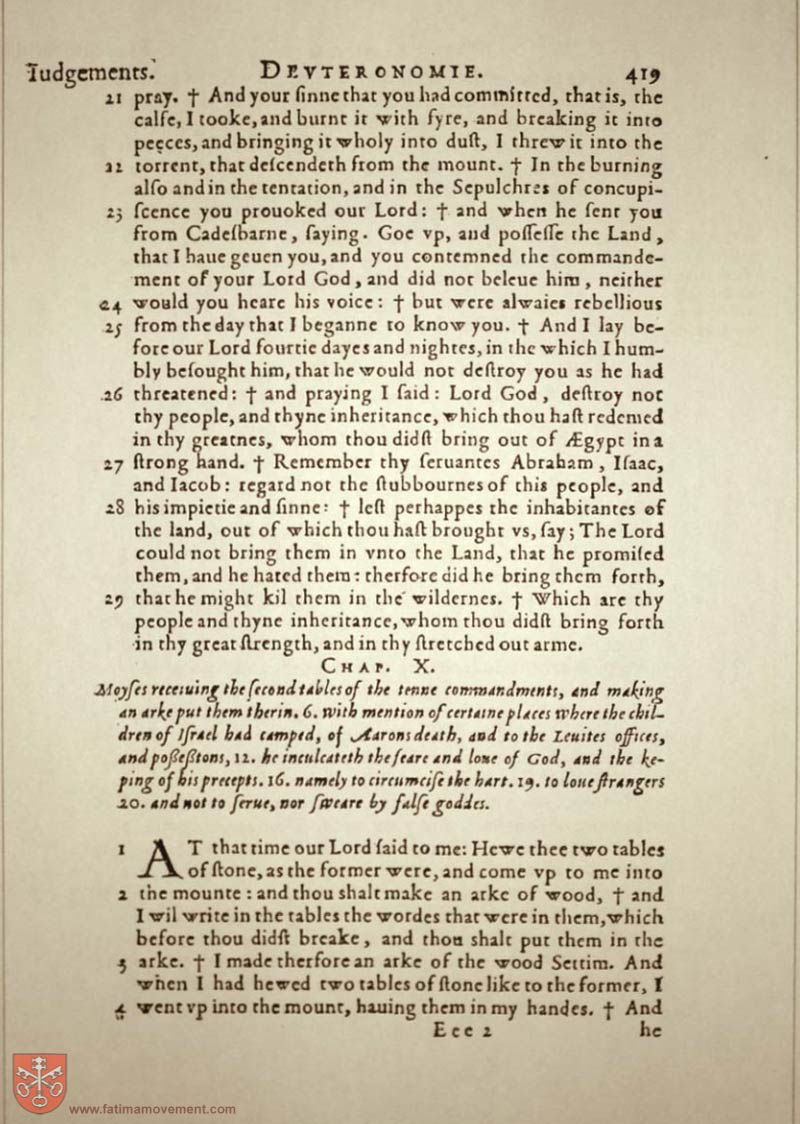 Iudgements. DEVTERONOMIE. 419
21 pray. † And your ſinne that you had committed, that is, the
calfe, I tooke, and burnt it with fyre, and breaking it into
peeces, and bringing it wholy into duſt, I threw it into the
22 torrent, that deſcendeth from the mount. † In the burning
alſo and in the tentation, and in the Sepulchres of concupi-
23 ſcence you prouoked our Lord: † and when he ſent you
from Cadeſbarne, ſaying. Goe vp, and poſſeſſe the Land,
that I haue geuen you, and you contemned the commande-
ment of your Lord God, and did not beleue him, neither
24 would you heare his voice: † but were alwaies rebellious
25 from the day that I beganne to know you. † And I lay be-
fore our Lord fourtie dayes and nightes, in the which I hum-
bly beſought him, that he would not deſtroy you as he had
26 threatened: † and praying I ſaid: Lord God, deſtroy not
thy people, and thyne inheritance, which thou haſt redemed
in thy greatnes, whom thou didſt bring out of Ægypt in a
27 ſtrong hand. † Remember thy ſeruantes Abraham, Iſaac,
and Iacob: regard not the ſtubbournes of this people, and
28 his impietie and ſinne: † leſt perhappes the inhabitantes of
the land, out of which thou haſt brought vs, ſay; The Lord
could not bring them in vnto the Land, that he promiſed
them, and he hated them: therfore did he bring them forth,
29 that he might kil them in the wildernes. † Which are thy
people and thyne inheritance, whom thou didſt bring forth
in thy great ſtrength, and in thy ſtretched out arme.
CHAP. X.
Moyſes receiuing the ſecond tables of the tenne commandments, and making
an arke put them therin. 6. with mention of certaine places where the chil-
dren of Iſrael had camped, of Aarons death, and to the Leuites offices,
and poſſeſſions, 12. he inculcateth the feare and loue of God, and the ke-
ping of his precepts. 16. namely to circumciſe the hart. 19. to loue ſtrangers
20. and not to ſerue, nor ſweare by falſe goddes.
1 AT that time our Lord ſaid to me: Hewe thee two tables
of ſtone, as the former were, and come vp to me into
2 the mounte: and thou shalt make an arke of wood, † and
I wil write in the tables the wordes that were in them, which
before thou didſt breake, and thou shalt put them in the
3 arke. † I made therfore an arke of the wood Settim. And
when I had hewed two tables of ſtone like to the former, I
4 went vp into the mount, hauing them in my handes. † And
Eee 2 he
www.fatimamovement.com